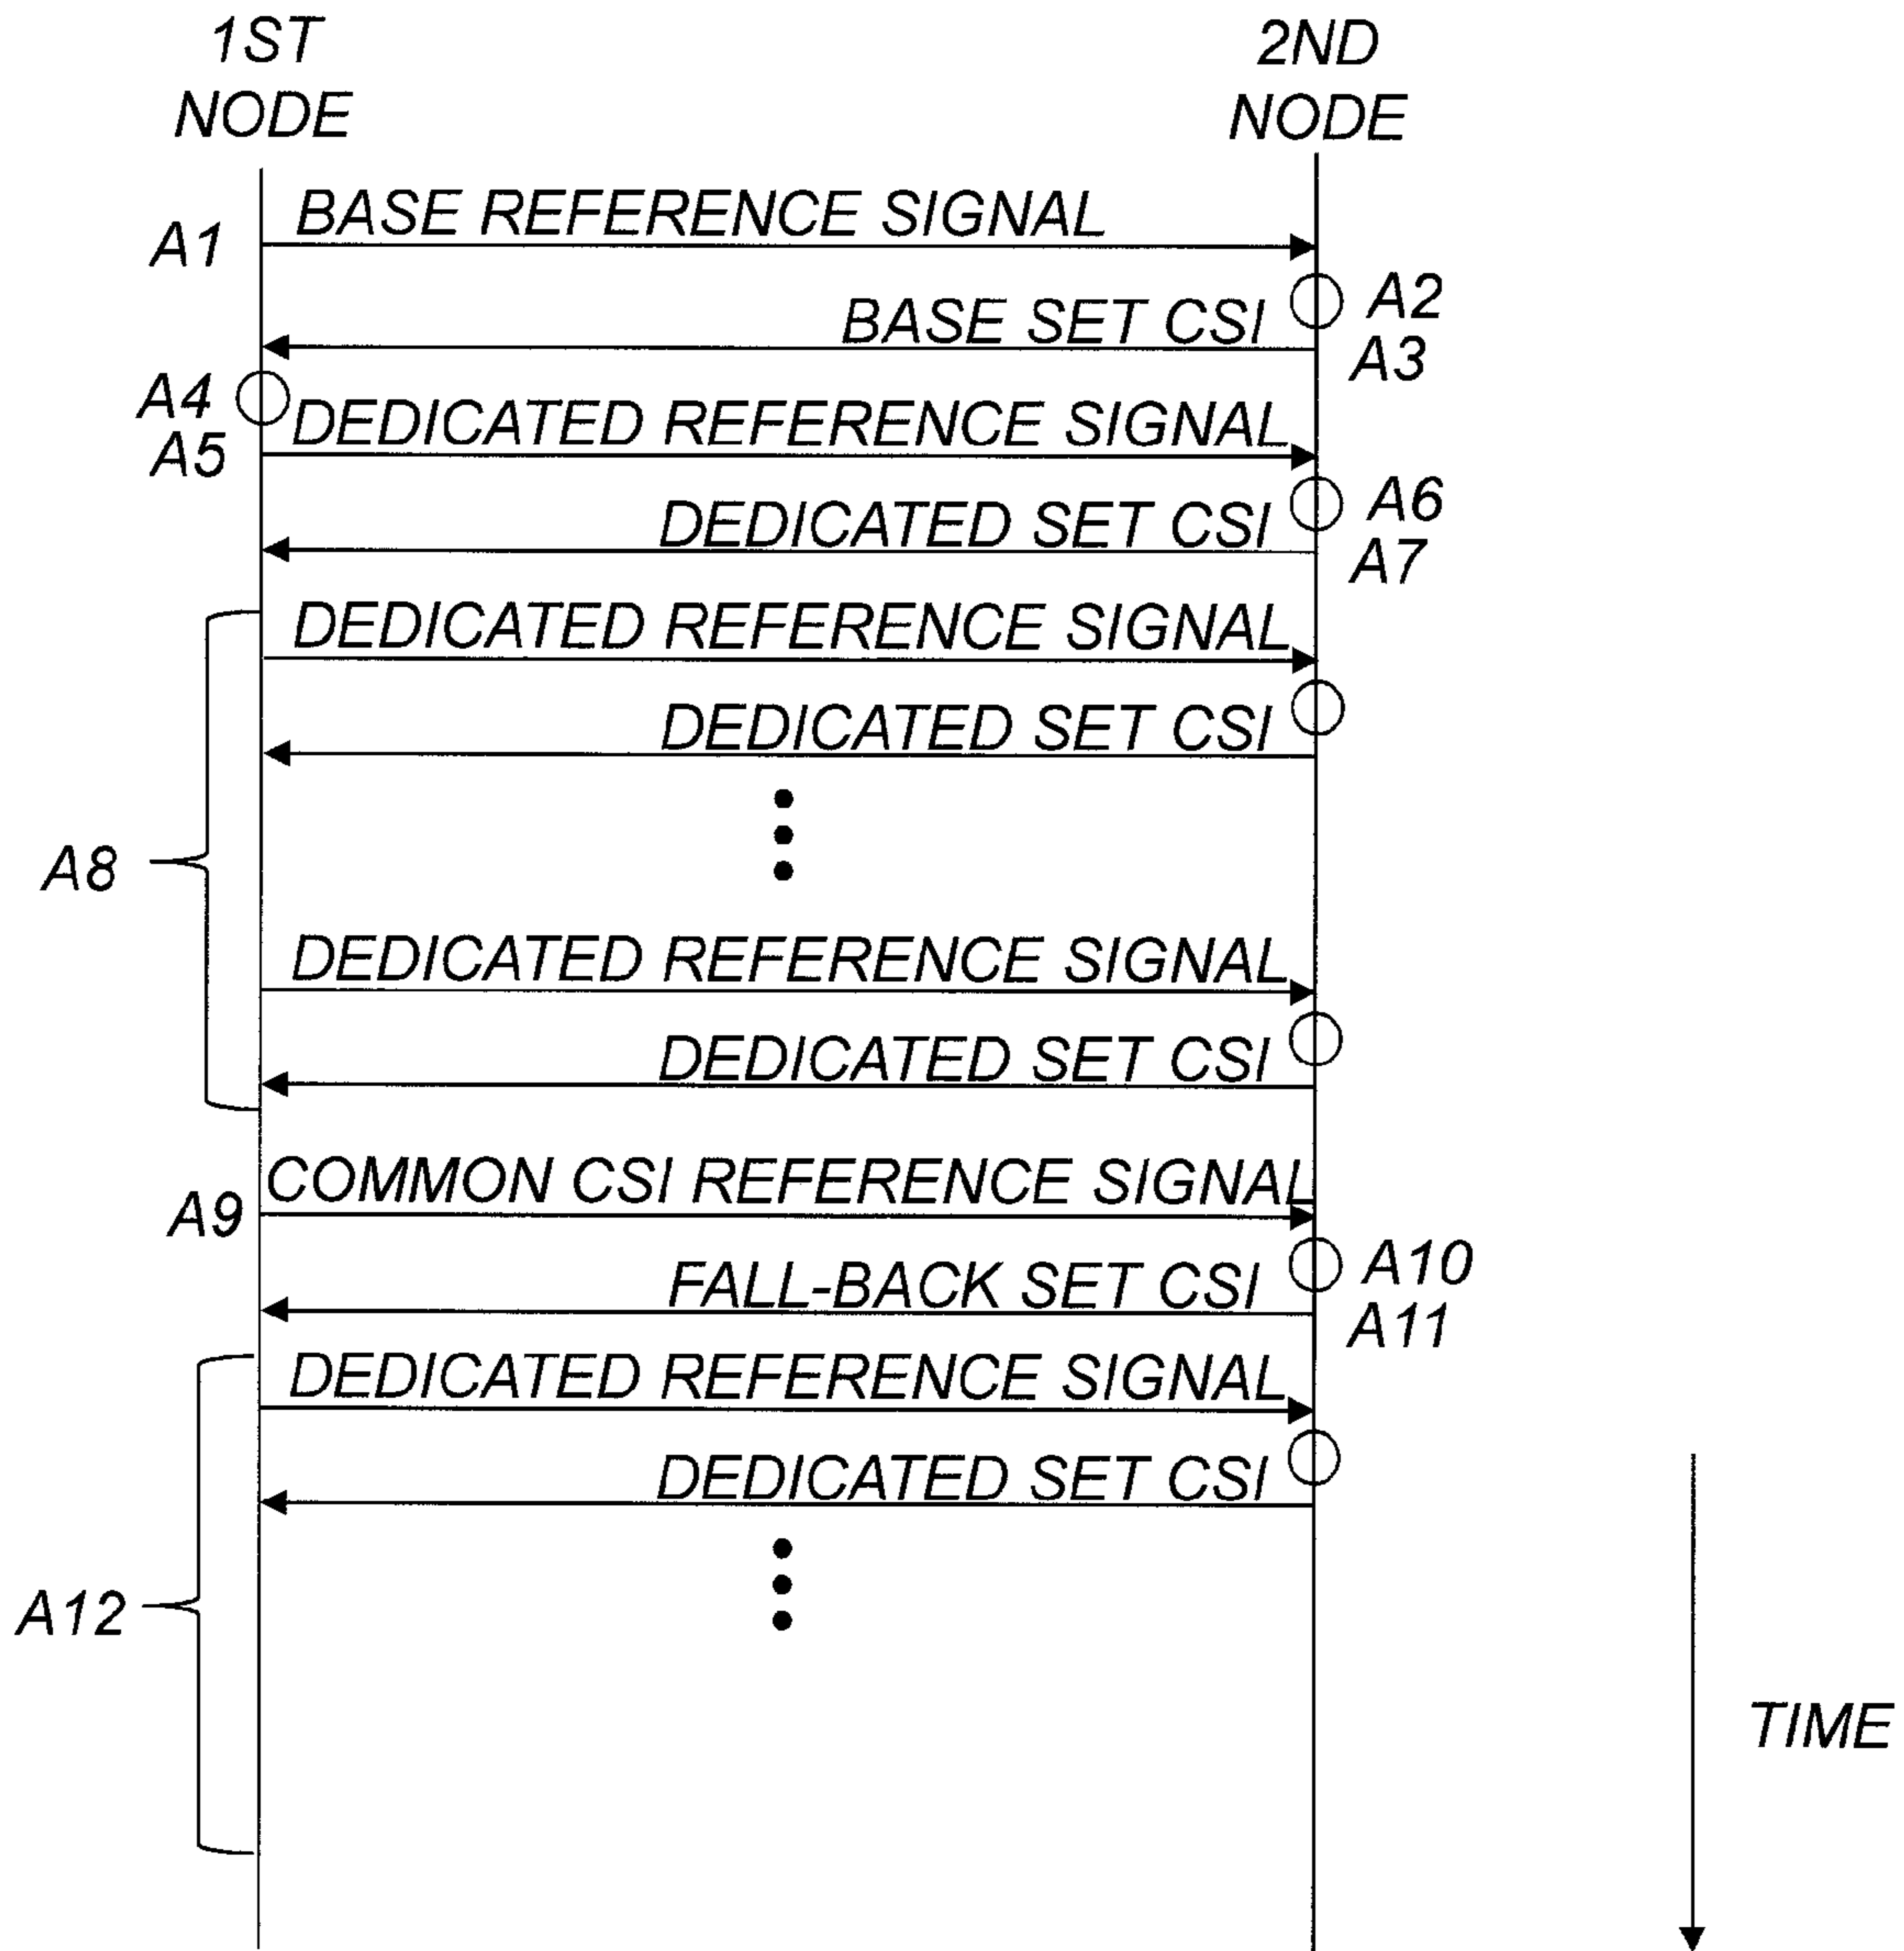 1ST
NODE
2ND
NODE
A1
BASE REFERENCE SIGNAL
A2
BASE SET CSI
A3
A4
DEDICATED REFERENCE SIGNAL
A5
A6
DEDICATED SET CSI
A7
DEDICATED REFERENCE SIGNAL
DEDICATED SET CSI
A8
DEDICATED REFERENCE SIGNAL
DEDICATED SET CSI
COMMON CSI REFERENCE SIGNAL
A9
A10
FALL-BACK SET CSI
A11
DEDICATED REFERENCE SIGNAL
DEDICATED SET CSI
A12
TIME